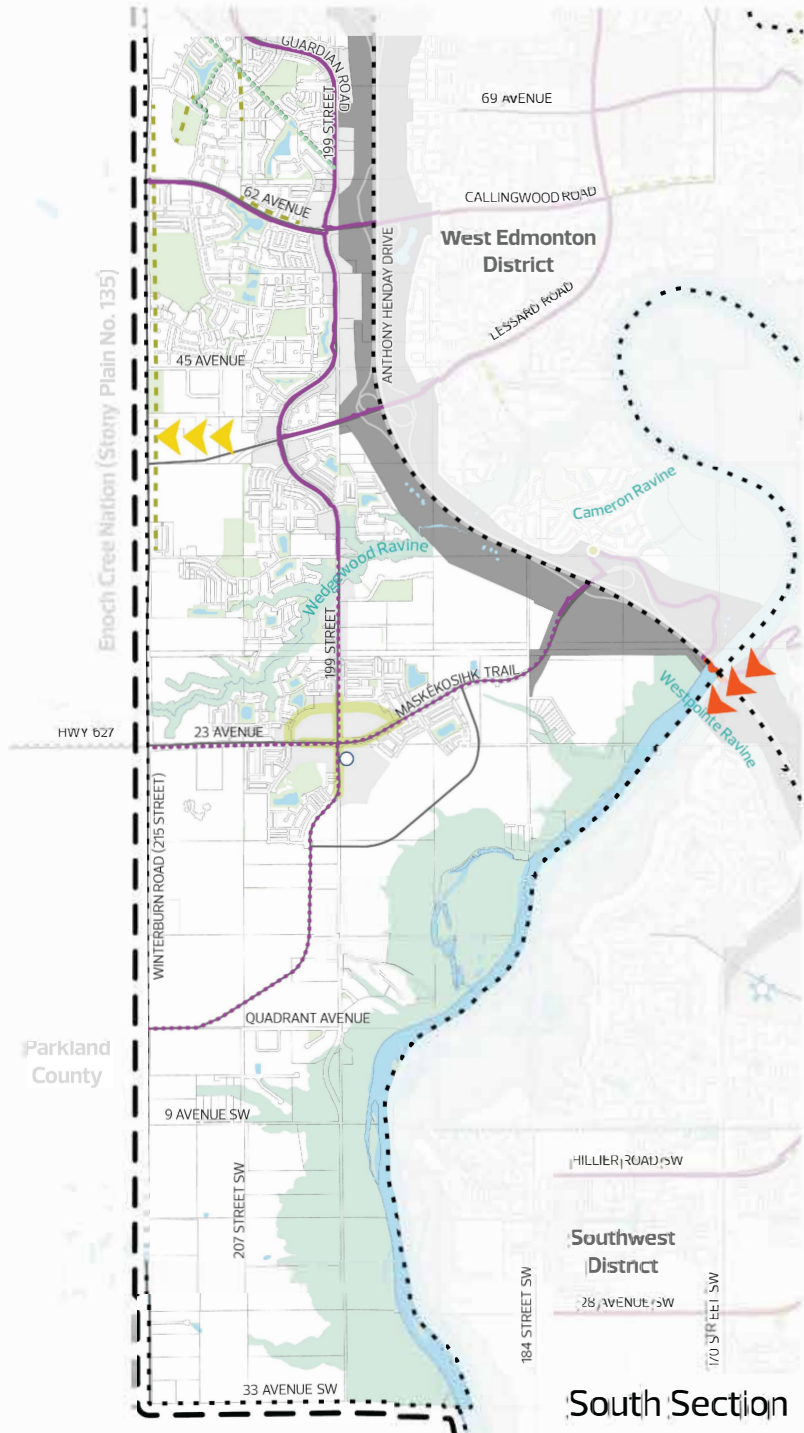 GUARDIAN ROAD
69 AVENUE
199 STREET
62 AVENUE
CALLINGWOOD ROAD
West Edmonton
District
ANTHONY HENDAY DRIVE
LESSARD ROAD
Enoch Cree Nation (Stony Plain No. 135)
45 AVENUE
Cameron Ravine
Wedgewood Ravine
199 STREET
MASKÊKOSIHK TRAIL
Westpointe Ravine
HWY 627
23 AVENUE
WINTERBURN ROAD (215 STREET)
QUADRANT AVENUE
Parkland
County
9 AVENUE SW
HILLIER ROAD SW
207 STREET SW
Southwest
District
184 STREET SW
28 AVENUE SW
170 STREET SW
33 AVENUE SW
South Section